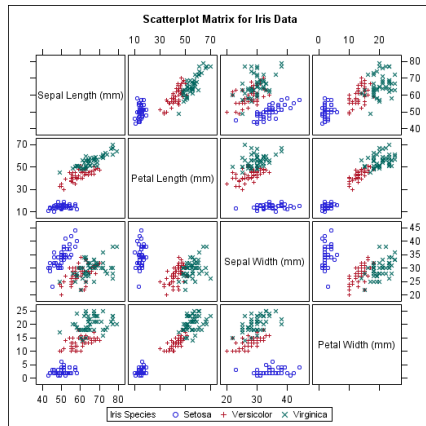 Scatterplot Matrix for Iris Data
10 30 50 70
0 10 20
Sepal Length (mm)
80
70
60
50
40
70
50
30
10
Petal Length (mm)
Sepal Width (mm)
45
40
35
30
25
20
25
20
15
10
5
0
Petal Width (mm)
40 50 60 70 80
20 30 40
Iris Species Setosa Versicolor Virginica